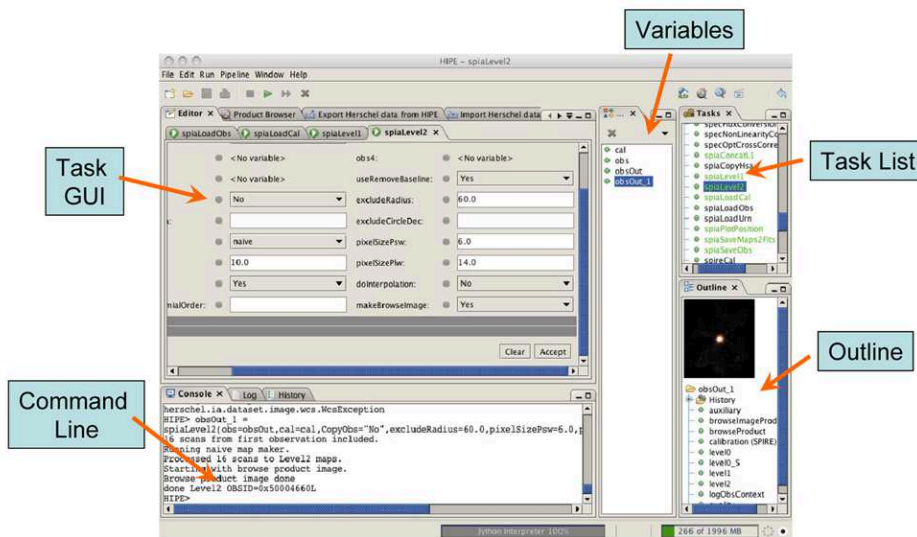 Variables
Task GUI
Task List
Outline
Command Line
HIPE - spiaLevel2
File Edit Run Pipeline Window Help
Editor × Product Browser Export Herschel data from HIPE Import Herschel data
spiaLoadObs spiaLoadCal spiaLevel1 spiaLevel2 ×
<No variable> obs4: <No variable>
<No variable> useRemoveBaseline: Yes
No excludeRadius: 60.0
excludeCircleDec:
naive pixelSizePsw: 6.0
10.0 pixelSizePlw: 14.0
Yes dointerpolation: No
nialOrder: makeBrowseImage: Yes
Clear Accept
cal
obs
obsOut
obsOut_1
Tasks ×
specNonLinearityCo
specOptCrossCorre
spiaConcatL1
spiaCopyHsa
spiaLevel1
spiaLevel2
spiaLoadCal
spiaLoadObs
spiaLoadUrn
spiaPlotPosition
spiaSaveMaps2Fits
spiaSaveObs
spireCal
Outline ×
obsOut_1
History
auxiliary
browseImageProd
browseProduct
calibration (SPIRE)
level0
level0_5
level1
level2
logObsContext
Console × Log History
herschel.ia.dataset.image.wcs.WcsException
HIPE> obsOut_1 =
spiaLevel2(obs=obsOut,cal=cal,CopyObs="No",excludeRadius=60.0,pixelSizePsw=6.0,p
16 scans from first observation included.
Running naive map maker.
Processed 16 scans to Level2 maps.
Starting with browse product image.
Browse product image done
done Level2 OBSID=0x50004660L
HIPE>
Jython Interpreter 100%
266 of 1996 MB